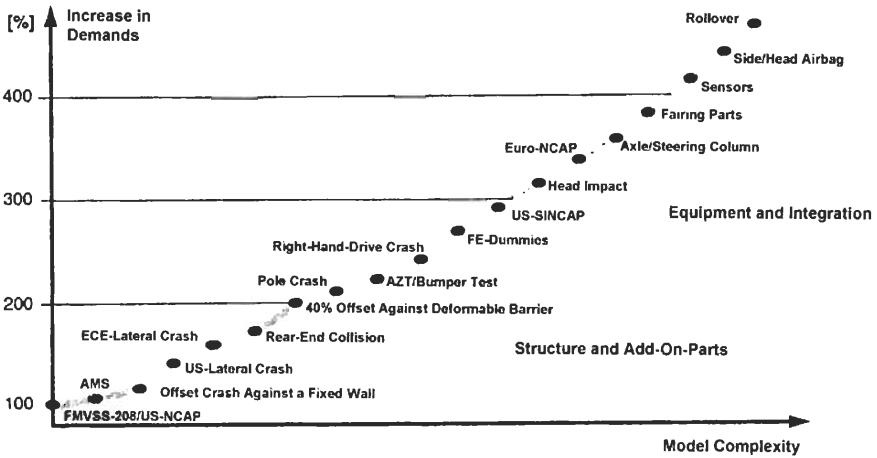 [%]
Increase in
Demands
Rollover
Side/Head Airbag
Sensors
400
Fairing Parts
Euro-NCAP
Axle/Steering Column
Head Impact
300
US-SINCAP
Equipment and Integration
FE-Dummies
Right-Hand-Drive Crash
Pole Crash
AZT/Bumper Test
200
40% Offset Against Deformable Barrier
ECE-Lateral Crash
Rear-End Collision
Structure and Add-On-Parts
US-Lateral Crash
AMS
Offset Crash Against a Fixed Wall
100
FMVSS-208/US-NCAP
Model Complexity